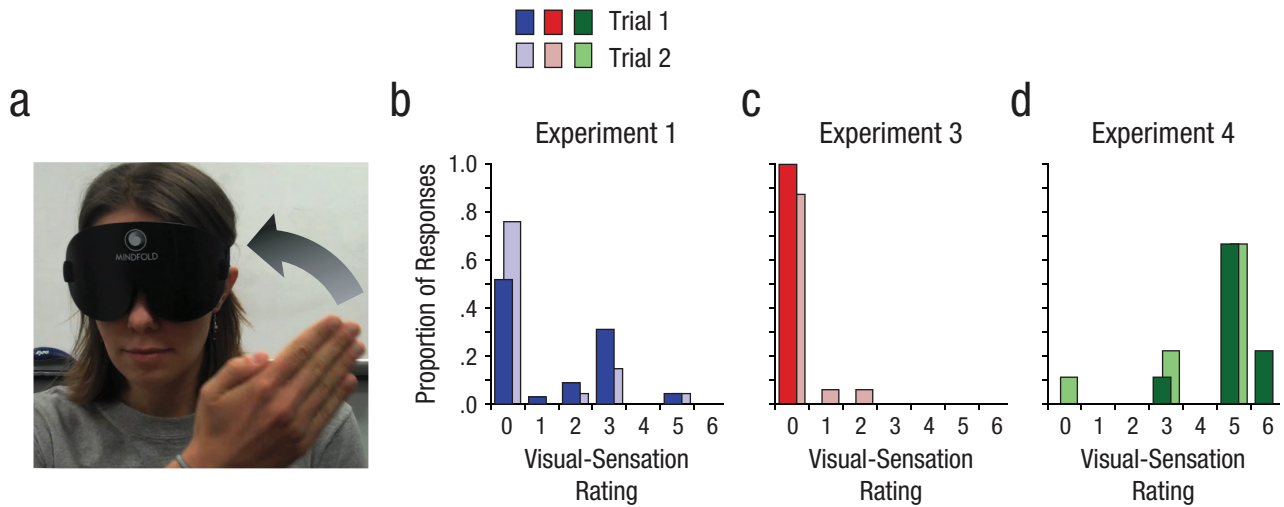 Trial 1
Trial 2
a
b
c
d
Experiment 1
Experiment 3
Experiment 4
MINDFOLD
Proportion of Responses
1.0
.8
.6
.4
.2
.0
0 1 2 3 4 5 6
0 1 2 3 4 5 6
0 1 2 3 4 5 6
Visual-Sensation
Rating
Visual-Sensation
Rating
Visual-Sensation
Rating